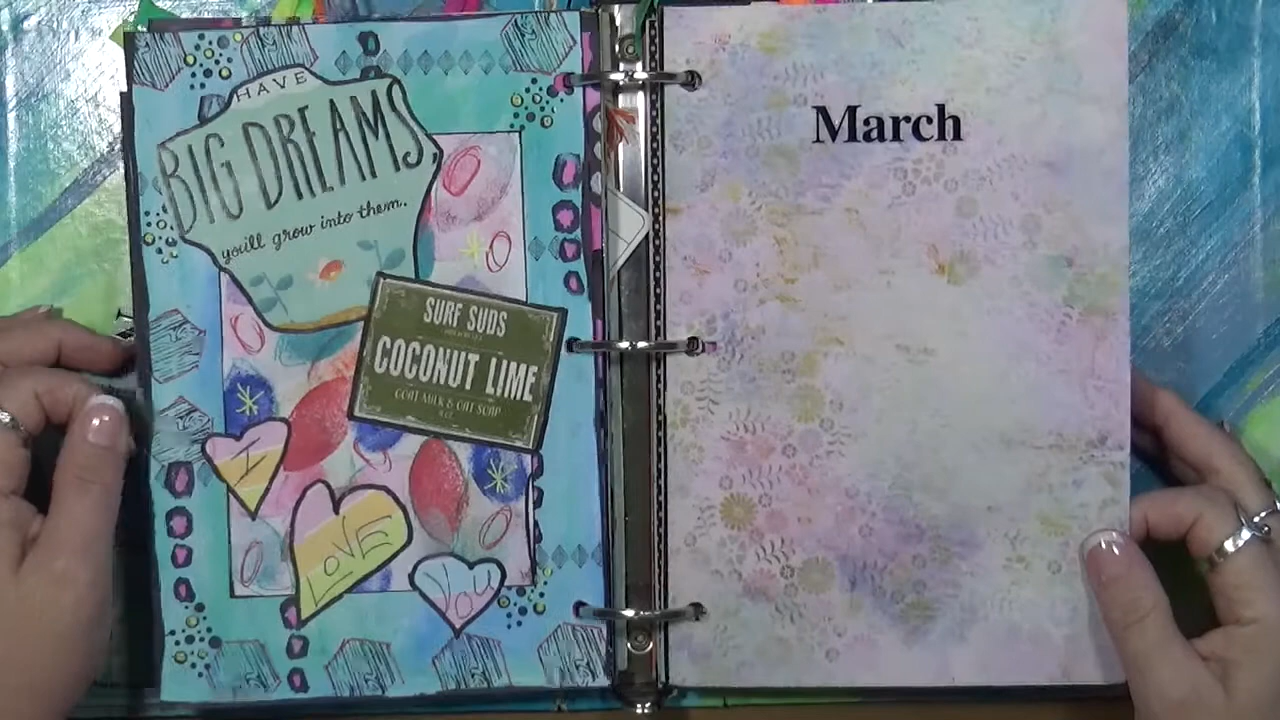 HAVE
BIG DREAMS,
you'll grow into them.
SURF SUDS
COCONUT LIME
GOAT MILK & OAT SOAP
I
LOVE
You
March